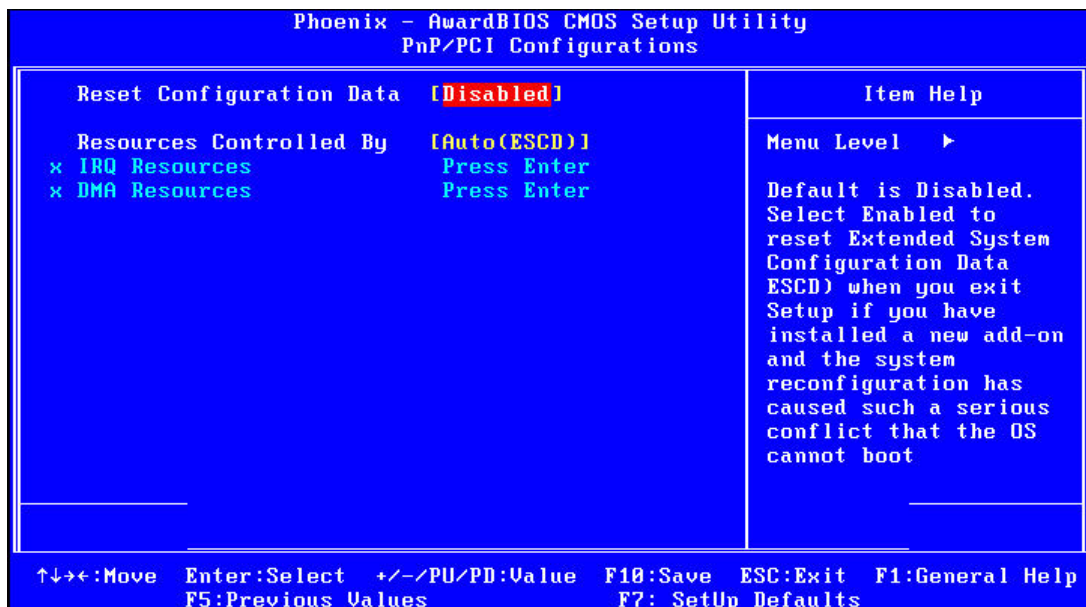 Phoenix - AwardBIOS CMOS Setup Utility
PnP/PCI Configurations
Reset Configuration Data [Disabled]
Resources Controlled By [Auto(ESCD)]
x IRQ Resources Press Enter
x DMA Resources Press Enter
Item Help
Menu Level ▶
Default is Disabled.
Select Enabled to
reset Extended System
Configuration Data
ESCD) when you exit
Setup if you have
installed a new add-on
and the system
reconfiguration has
caused such a serious
conflict that the OS
cannot boot
↑↓→←:Move Enter:Select +/-/PU/PD:Value F10:Save ESC:Exit F1:General Help
F5:Previous Values F7: SetUp Defaults